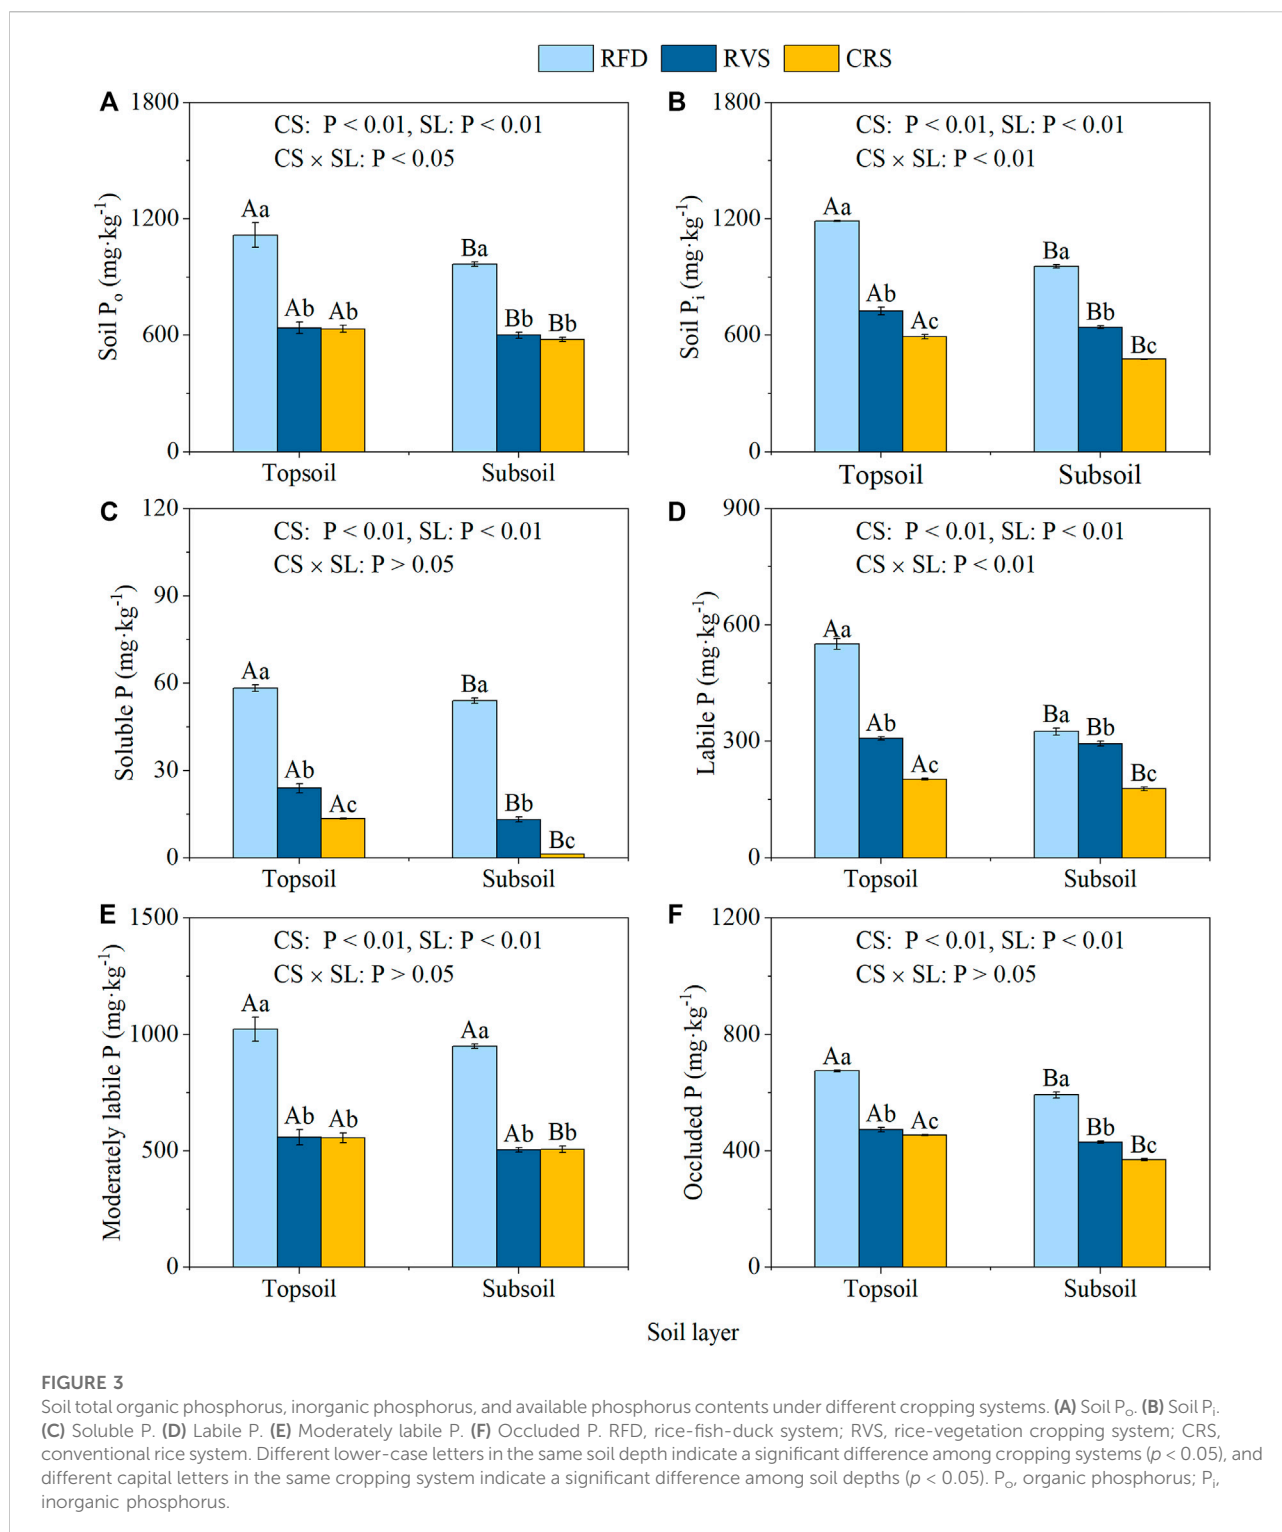 RFD RVS CRS
A
1800
1200
600
0
Soil Pₒ (mg·kg⁻¹)
CS: P < 0.01, SL: P < 0.01
CS × SL: P < 0.05
Aa
Ab
Ab
Ba
Bb
Bb
Topsoil
Subsoil
B
1800
1200
600
0
Soil Pᵢ (mg·kg⁻¹)
CS: P < 0.01, SL: P < 0.01
CS × SL: P < 0.01
Aa
Ab
Ac
Ba
Bb
Bc
Topsoil
Subsoil
C
120
90
60
30
0
Soluble P (mg·kg⁻¹)
CS: P < 0.01, SL: P < 0.01
CS × SL: P > 0.05
Aa
Ab
Ac
Ba
Bb
Bc
Topsoil
Subsoil
D
900
600
300
0
Labile P (mg·kg⁻¹)
CS: P < 0.01, SL: P < 0.01
CS × SL: P < 0.01
Aa
Ab
Ac
Ba
Bb
Bc
Topsoil
Subsoil
E
1500
1000
500
0
Moderately labile P (mg·kg⁻¹)
CS: P < 0.01, SL: P < 0.01
CS × SL: P > 0.05
Aa
Ab
Ab
Aa
Ab
Bb
Topsoil
Subsoil
F
1200
800
400
0
Occluded P (mg·kg⁻¹)
CS: P < 0.01, SL: P < 0.01
CS × SL: P > 0.05
Aa
Ab
Ac
Ba
Bb
Bc
Topsoil
Subsoil
Soil layer
FIGURE 3
Soil total organic phosphorus, inorganic phosphorus, and available phosphorus contents under different cropping systems. (A) Soil Pₒ. (B) Soil Pᵢ.
(C) Soluble P. (D) Labile P. (E) Moderately labile P. (F) Occluded P. RFD, rice-fish-duck system; RVS, rice-vegetation cropping system; CRS,
conventional rice system. Different lower-case letters in the same soil depth indicate a significant difference among cropping systems (p < 0.05), and
different capital letters in the same cropping system indicate a significant difference among soil depths (p < 0.05). Pₒ, organic phosphorus; Pᵢ,
inorganic phosphorus.